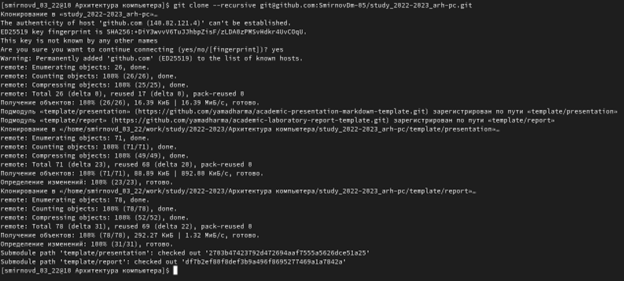 [smirnovd_03_22@10 Архитектура компьютера]$ git clone --recursive git@github.com:SmirnovDm-05/study_2022-2023_arh-pc.git
Клонирование в «study_2022-2023_arh-pc»…
The authenticity of host 'github.com (140.82.121.4)' can't be established.
ED25519 key fingerprint is SHA256:+DiY3wvvV6TuJJhbpZisF/zLDA0zPMSvHdkr4UvCOqU.
This key is not known by any other names
Are you sure you want to continue connecting (yes/no/[fingerprint])? yes
Warning: Permanently added 'github.com' (ED25519) to the list of known hosts.
remote: Enumerating objects: 26, done.
remote: Counting objects: 100% (26/26), done.
remote: Compressing objects: 100% (25/25), done.
remote: Total 26 (delta 0), reused 17 (delta 0), pack-reused 0
Получение объектов: 100% (26/26), 16.39 КиБ | 16.39 МиБ/с, готово.
Подмодуль «template/presentation» (https://github.com/yamadharma/academic-presentation-markdown-template.git) зарегистрирован по пути «template/presentation»
Подмодуль «template/report» (https://github.com/yamadharma/academic-laboratory-report-template.git) зарегистрирован по пути «template/report»
Клонирование в «/home/smirnovd_03_22/work/study/2022-2023/Архитектура компьютера/study_2022-2023_arh-pc/template/presentation»…
remote: Enumerating objects: 71, done.
remote: Counting objects: 100% (71/71), done.
remote: Compressing objects: 100% (49/49), done.
remote: Total 71 (delta 23), reused 68 (delta 20), pack-reused 0
Получение объектов: 100% (71/71), 88.89 КиБ | 892.00 КиБ/с, готово.
Определение изменений: 100% (23/23), готово.
Клонирование в «/home/smirnovd_03_22/work/study/2022-2023/Архитектура компьютера/study_2022-2023_arh-pc/template/report»…
remote: Enumerating objects: 78, done.
remote: Counting objects: 100% (78/78), done.
remote: Compressing objects: 100% (52/52), done.
remote: Total 78 (delta 31), reused 69 (delta 22), pack-reused 0
Получение объектов: 100% (78/78), 292.27 КиБ | 1.32 МиБ/с, готово.
Определение изменений: 100% (31/31), готово.
Submodule path 'template/presentation': checked out
Submodule path 'template/report': checked out
[smirnovd_03_22@10 Архитектура компьютера]$